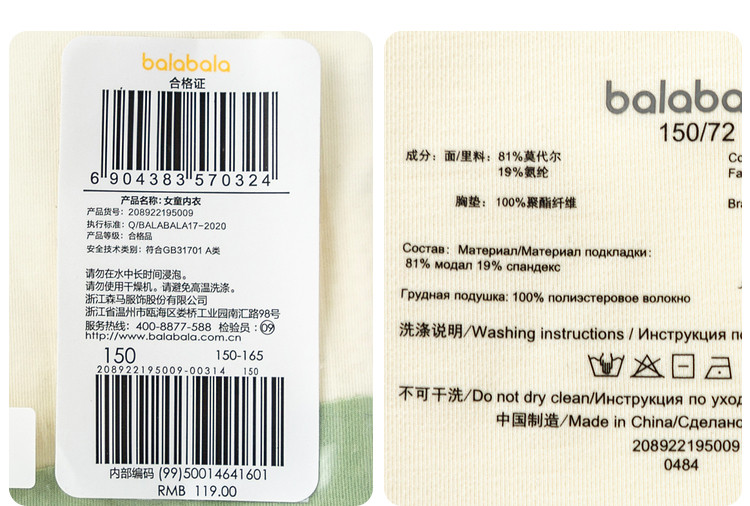 balabala
合格证
6 904383 570324
产品名称:女童内衣
产品货号: 208922195009
执行标准: Q/BALABALA17-2020
产品等级: 合格品
安全技术类别: 符合GB31701 A类
请勿在水中长时间浸泡。
请勿使用干燥机。请避免高温洗涤。
浙江森马服饰股份有限公司
浙江省温州市瓯海区娄桥工业园南汇路98号
服务热线: 400-8877-588 检验员: 09
http://www.balabala.com.cn
150 150-165
208922195009-00314 150
内部编码 (99)50014641601
RMB 119.00
balaba
150/72
成分: 面/里料: 81%莫代尔
19%氨纶
胸垫: 100%聚酯纤维
Co
Fa
Bra
Состав: Материал/Материал подкладки:
81% модал 19% спандекс
Грудная подушка: 100% полиэстеровое волокно
洗涤说明/Washing instructions / Инструкция по
不可干洗/Do not dry clean/Инструкция по уход
中国制造/Made in China/Сделано
208922195009
0484